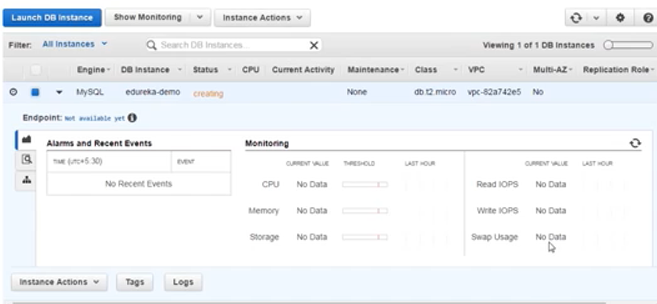 Launch DB Instance Show Monitoring Instance Actions
Filter: All Instances Search DB Instances... X Viewing 1 of 1 DB Instances
Engine DB Instance Status CPU Current Activity Maintenance Class VPC Multi-AZ Replication Role
MySQL edureka-demo creating None db.t2.micro vpc-82a742e5 No
Endpoint: Not available yet
Alarms and Recent Events Monitoring
TIME (UTC+5:30) EVENT CURRENT VALUE THRESHOLD LAST HOUR CURRENT VALUE LAST HOUR
No Recent Events CPU No Data Read IOPS No Data
Memory No Data Write IOPS No Data
Storage No Data Swap Usage No Data
Instance Actions Tags Logs